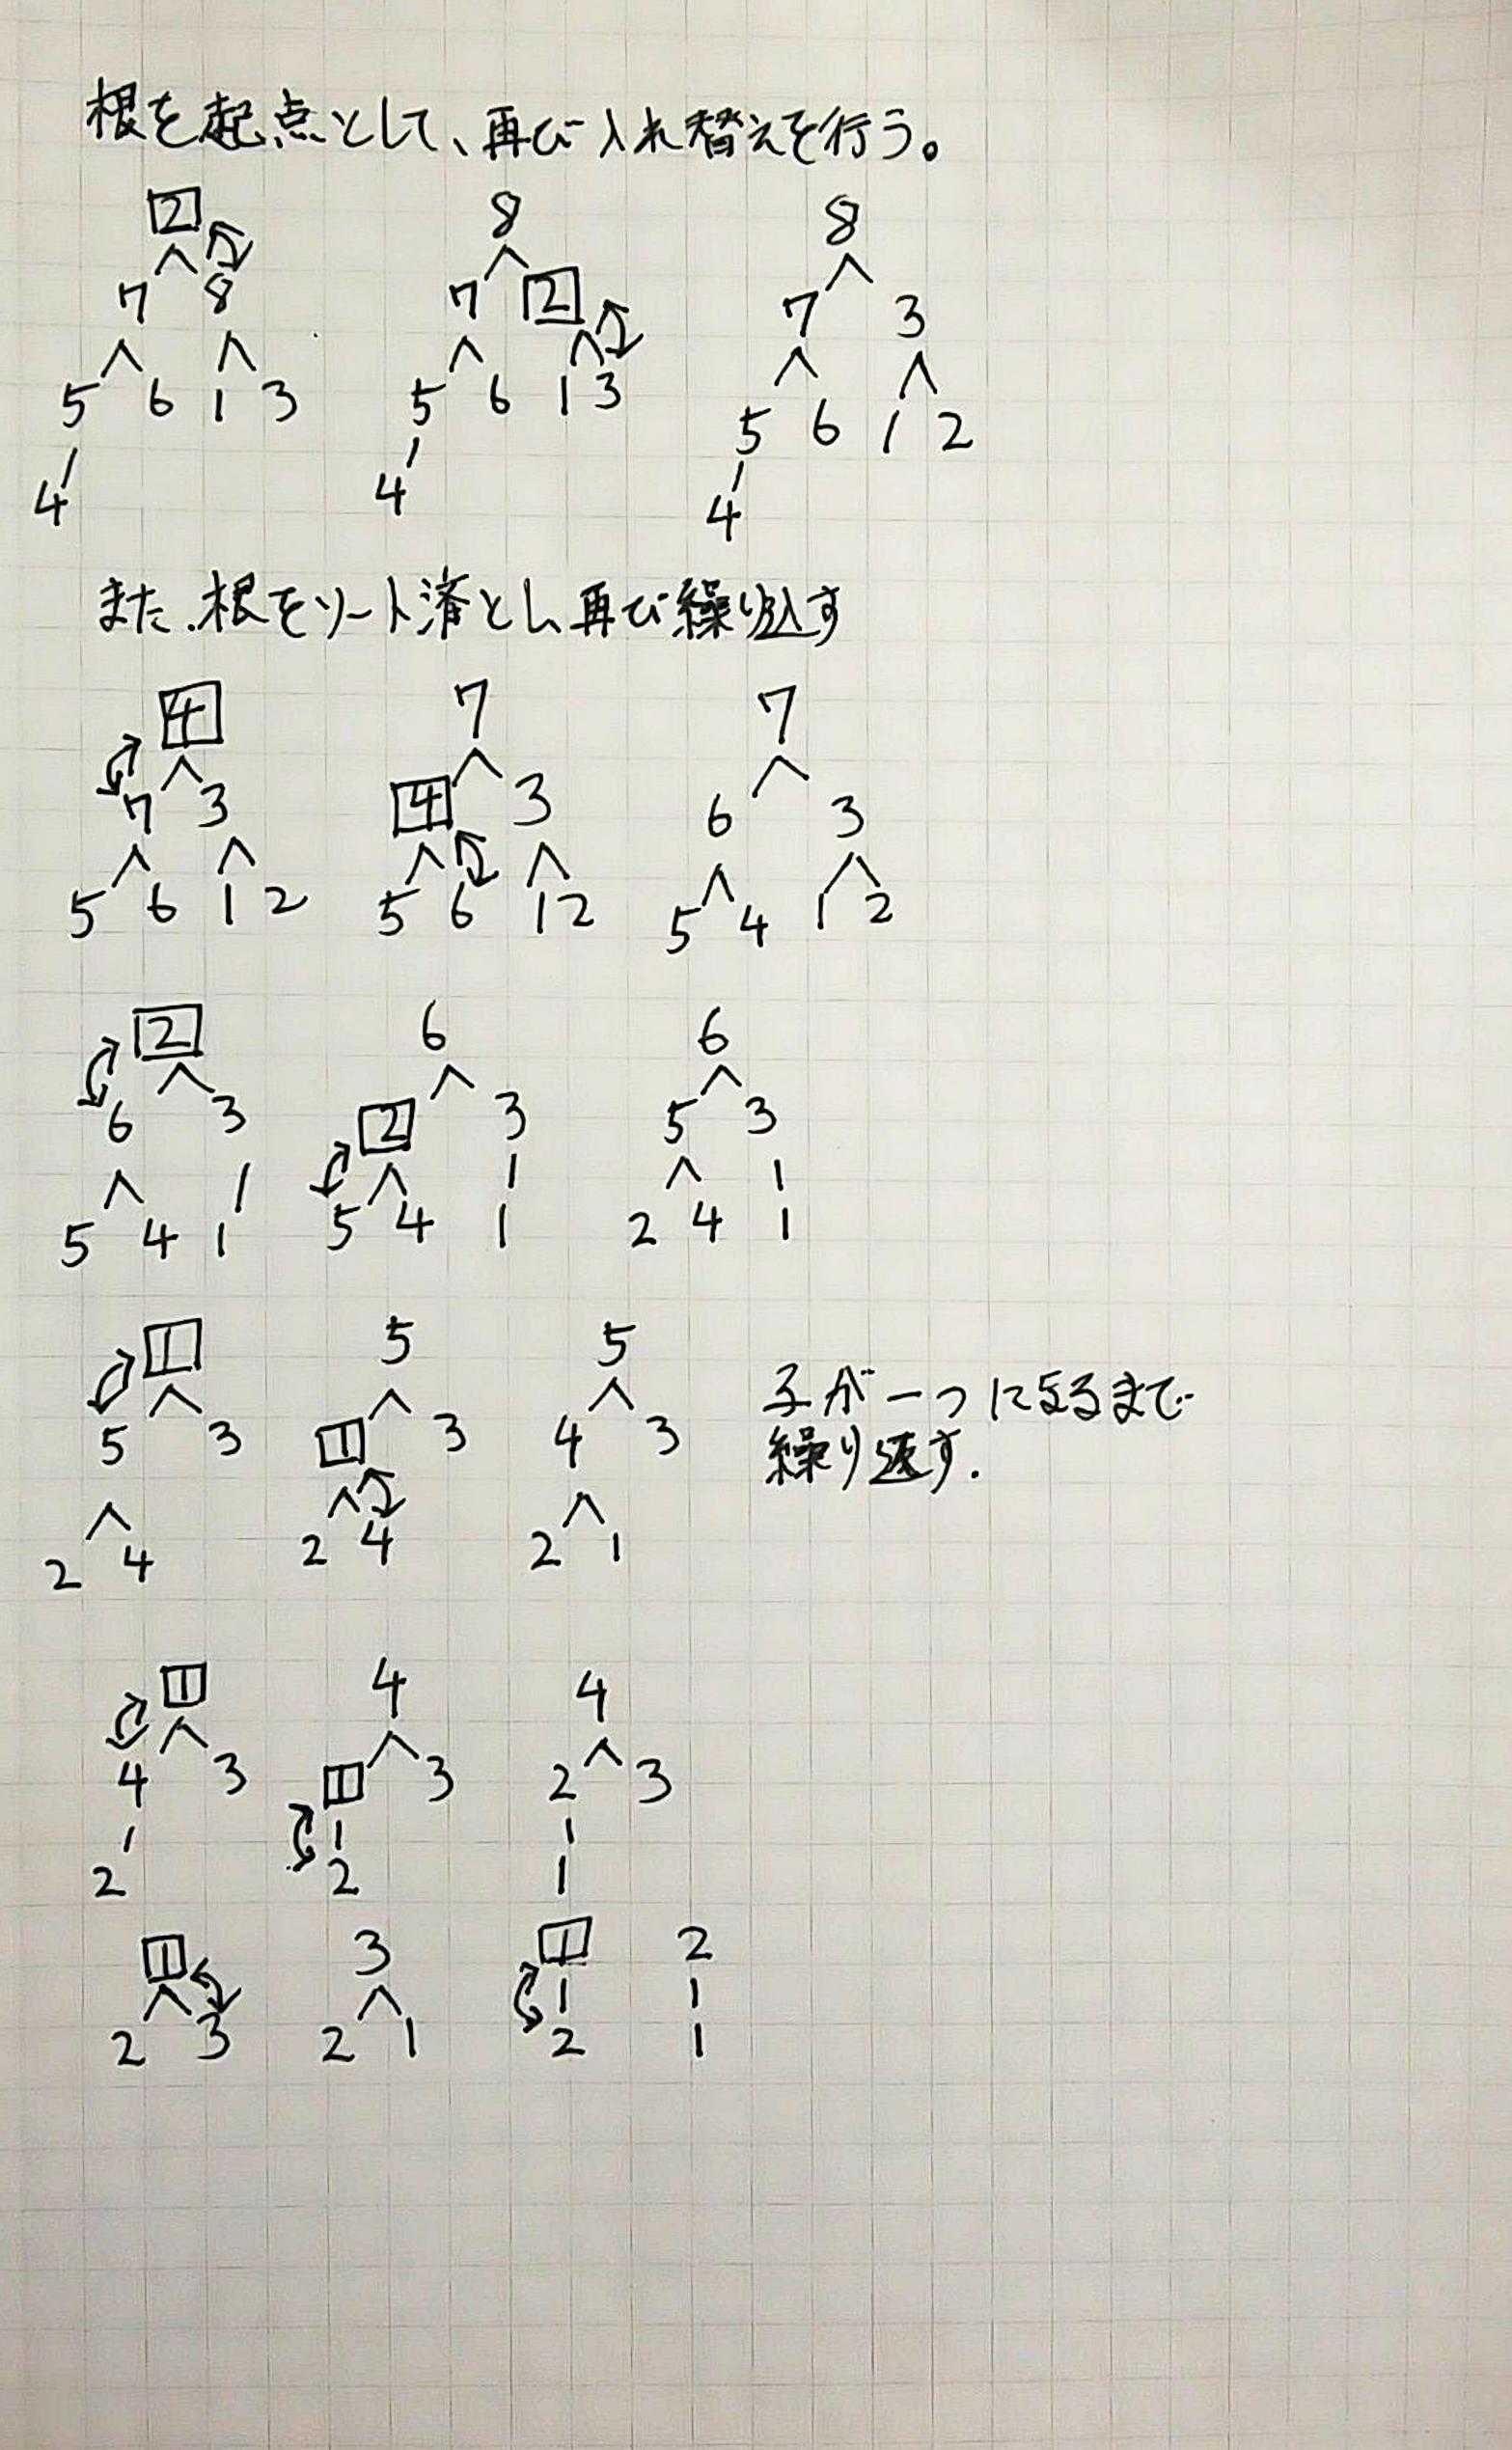 根を起点として、再び入れ替えを行う。
2 8 8
7 8 7 2 7 3
5 6 1 3 5 6 1 3 5 6 1 2
4 4 4
また、根をソート済とし、再び繰り返す
4 7 7
7 3 4 3 6 3
5 6 1 2 5 6 1 2 5 4 1 2
2 6 6
6 3 2 3 5 3
5 4 1 5 4 1 2 4 1
1 5 5
5 3 1 3 4 3
2 4 2 4 2 1
子が一つになるまで
繰り返す.
1 4 4
4 3 1 3 2 3
2 2 1
1 3 1 2
2 3 2 1 2 1